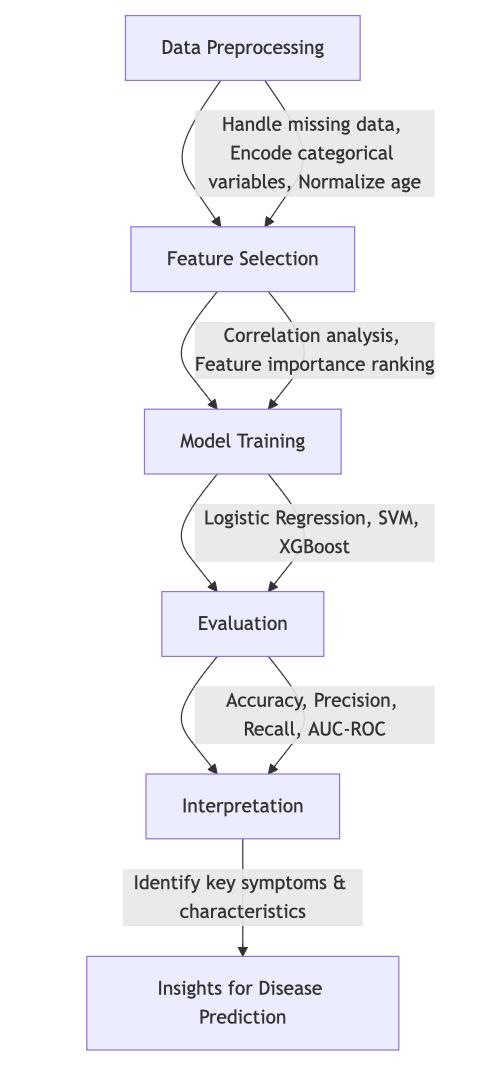 Data Preprocessing
Handle missing data,
Encode categorical
variables, Normalize age
Feature Selection
Correlation analysis,
Feature importance ranking
Model Training
Logistic Regression, SVM,
XGBoost
Evaluation
Accuracy, Precision,
Recall, AUC-ROC
Interpretation
Identify key symptoms &
characteristics
Insights for Disease
Prediction